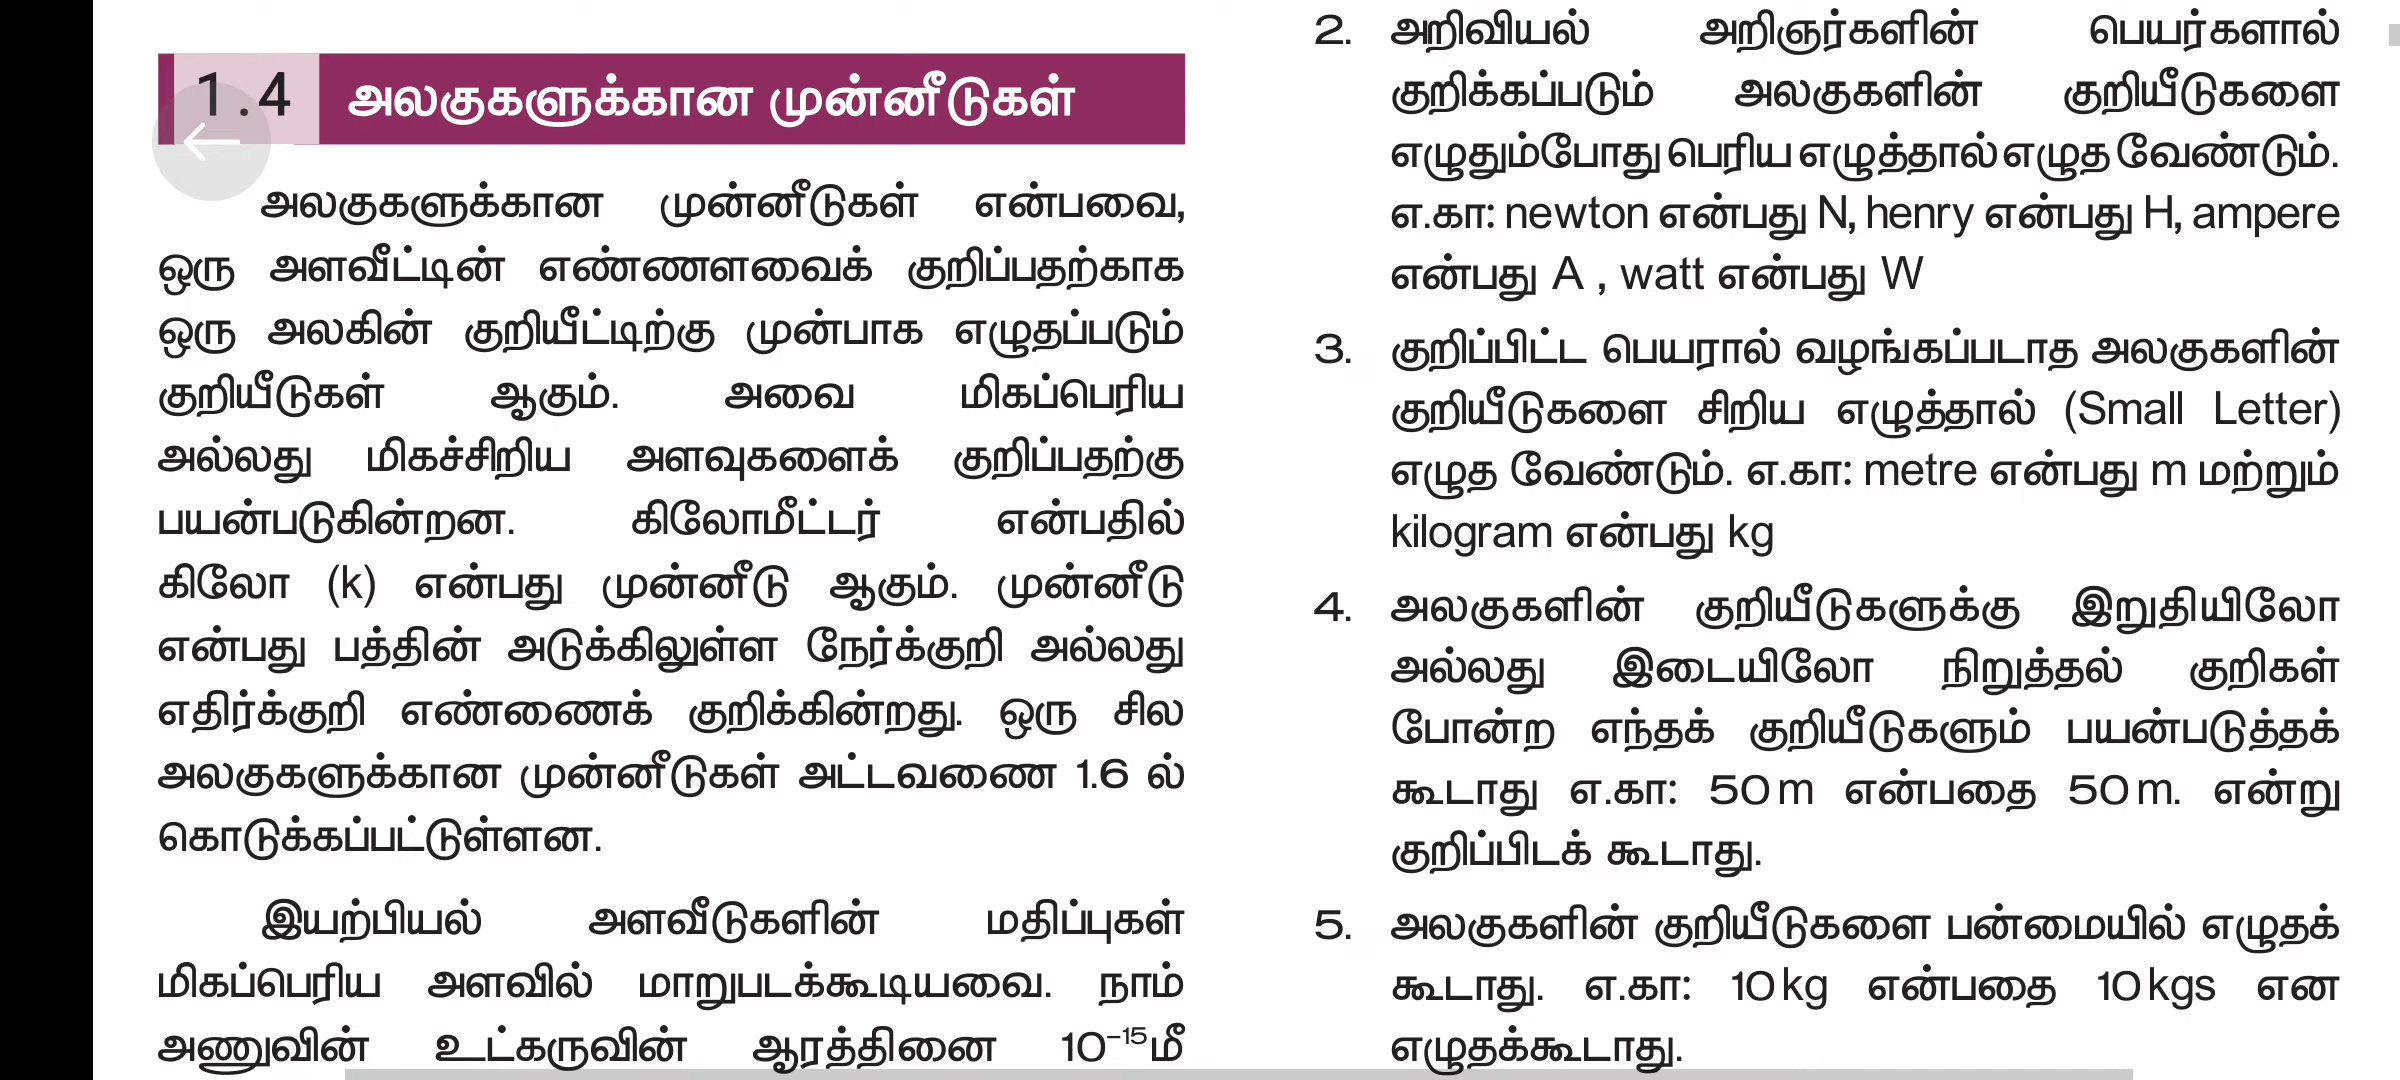 1.4 அலகுகளுக்கான முன்னீடுகள்
அலகுகளுக்கான முன்னீடுகள் என்பவை,
ஒரு அளவீட்டின் எண்ணளவைக் குறிப்பதற்காக
ஒரு அலகின் குறியீட்டிற்கு முன்பாக எழுதப்படும்
குறியீடுகள் ஆகும். அவை மிகப்பெரிய
அல்லது மிகச்சிறிய அளவுகளைக் குறிப்பதற்கு
பயன்படுகின்றன. கிலோமீட்டர் என்பதில்
கிலோ (k) என்பது முன்னீடு ஆகும். முன்னீடு
என்பது பத்தின் அடுக்கிலுள்ள நேர்க்குறி அல்லது
எதிர்க்குறி எண்ணைக் குறிக்கின்றது. ஒரு சில
அலகுகளுக்கான முன்னீடுகள் அட்டவணை 1.6 ல்
கொடுக்கப்பட்டுள்ளன.
இயற்பியல் அளவீடுகளின் மதிப்புகள்
மிகப்பெரிய அளவில் மாறுபடக்கூடியவை. நாம்
அணுவின் உட்கருவின் ஆரத்தினை 10⁻¹⁵மீ
2. அறிவியல் அறிஞர்களின் பெயர்களால்
குறிக்கப்படும் அலகுகளின் குறியீடுகளை
எழுதும்போது பெரிய எழுத்தால் எழுத வேண்டும்.
எ.கா: newton என்பது N, henry என்பது H, ampere
என்பது A , watt என்பது W
3. குறிப்பிட்ட பெயரால் வழங்கப்படாத அலகுகளின்
குறியீடுகளை சிறிய எழுத்தால் (Small Letter)
எழுத வேண்டும். எ.கா: metre என்பது m மற்றும்
kilogram என்பது kg
4. அலகுகளின் குறியீடுகளுக்கு இறுதியிலோ
அல்லது இடையிலோ நிறுத்தல் குறிகள்
போன்ற எந்தக் குறியீடுகளும் பயன்படுத்தக்
கூடாது எ.கா: 50 m என்பதை 50 m. என்று
குறிப்பிடக் கூடாது.
5. அலகுகளின் குறியீடுகளை பன்மையில் எழுதக்
கூடாது. எ.கா: 10 kg என்பதை 10 kgs என
எழுதக்கூடாது.